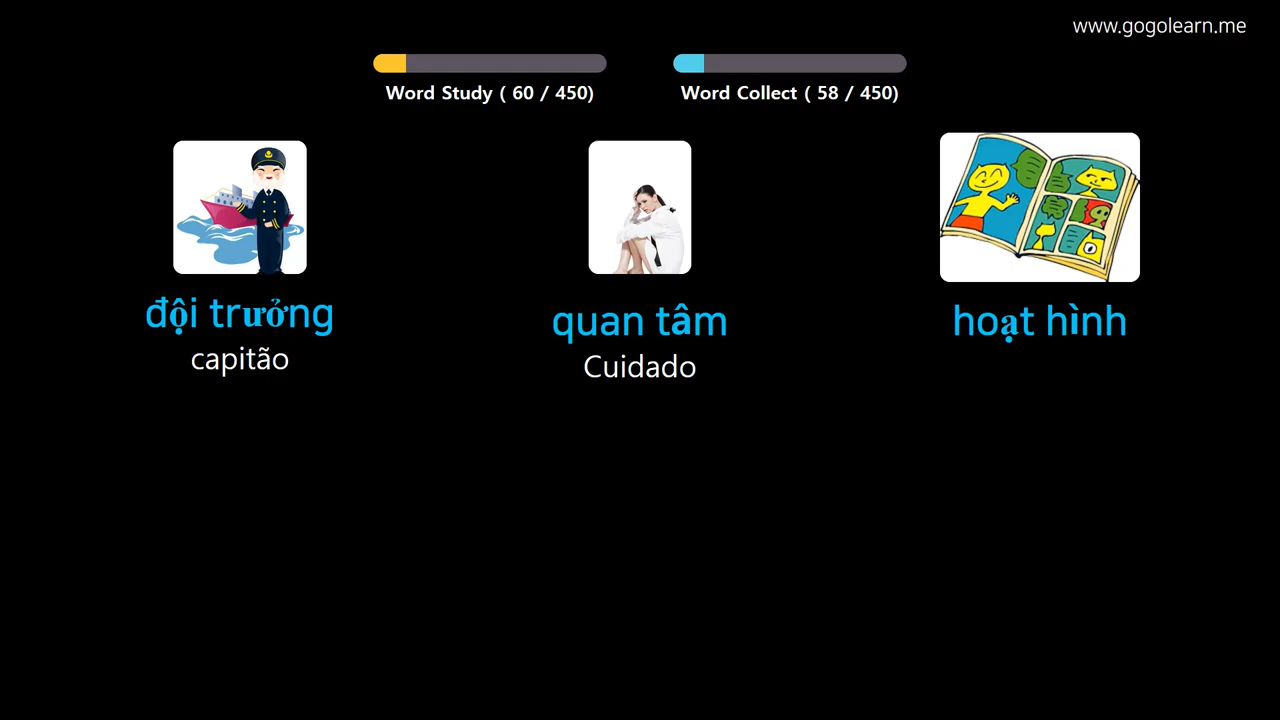 www.gogolearn.me
Word Study ( 60 / 450)
Word Collect ( 58 / 450)
đội trưởng
capitão
quan tâm
Cuidado
hoạt hình